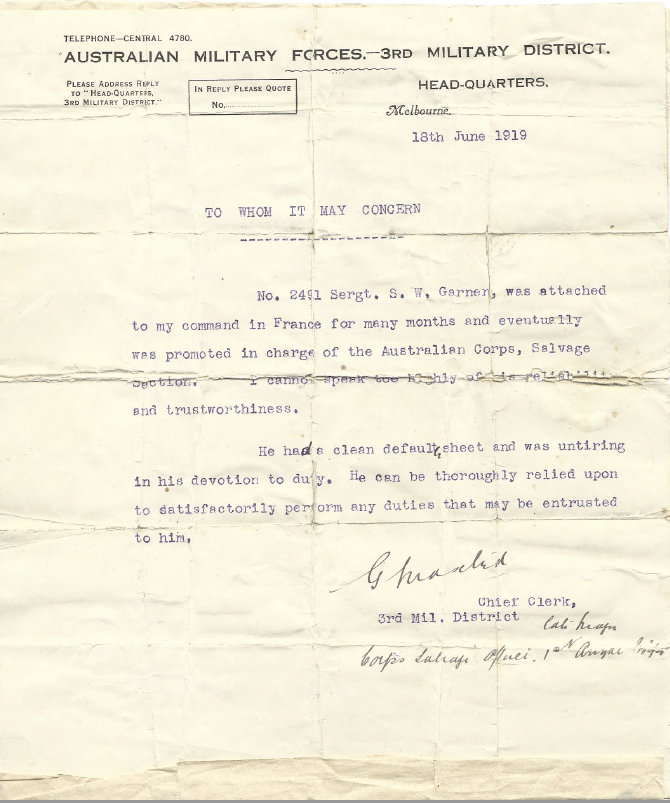 TELEPHONE—CENTRAL 4780.
AUSTRALIAN MILITARY FORCES.—3RD MILITARY DISTRICT.
PLEASE ADDRESS REPLY
TO "HEAD-QUARTERS,
3RD MILITARY DISTRICT."
IN REPLY PLEASE QUOTE
No.
HEAD-QUARTERS,
Melbourne.
18th June 1919
TO WHOM IT MAY CONCERN
No. 2491 Sergt. S. W. Garner, was attached
to my command in France for many months and eventually
was promoted in charge of the Australian Corps, Salvage
Section. I cannot speak too highly of his reliability
and trustworthiness.
He had a clean default sheet and was untiring
in his devotion to duty. He can be thoroughly relied upon
to satisfactorily perform any duties that may be entrusted
to him.
Chief Clerk,
3rd Mil. District
Corps Salvage Officer. 1st Anzac Corps